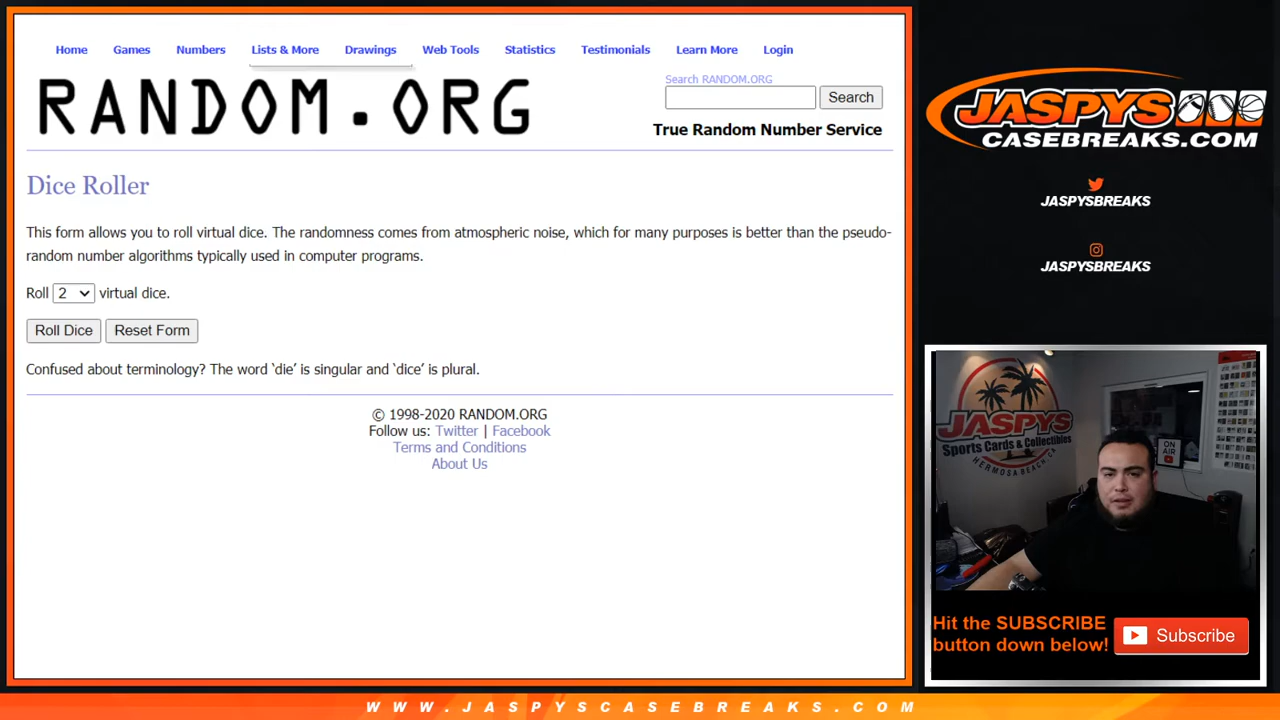 Home Games Numbers Lists & More Drawings Web Tools Statistics Testimonials Learn More Login
RANDOM.ORG
Search RANDOM.ORG
Search
True Random Number Service
Dice Roller
This form allows you to roll virtual dice. The randomness comes from atmospheric noise, which for many purposes is better than the pseudo-
random number algorithms typically used in computer programs.
Roll 2 virtual dice.
Roll Dice Reset Form
Confused about terminology? The word ‘die’ is singular and ‘dice’ is plural.
© 1998-2020 RANDOM.ORG
Follow us: Twitter | Facebook
Terms and Conditions
About Us
JASPYS
CASEBREAKS.COM
JASPYSBREAKS
JASPYSBREAKS
JASPYS
Sports Cards & Collectibles
HERMOSA BEACH, CA
ON
AIR
Hit the SUBSCRIBE
button down below!
Subscribe
WWW.JASPYSCASEBREAKS.COM